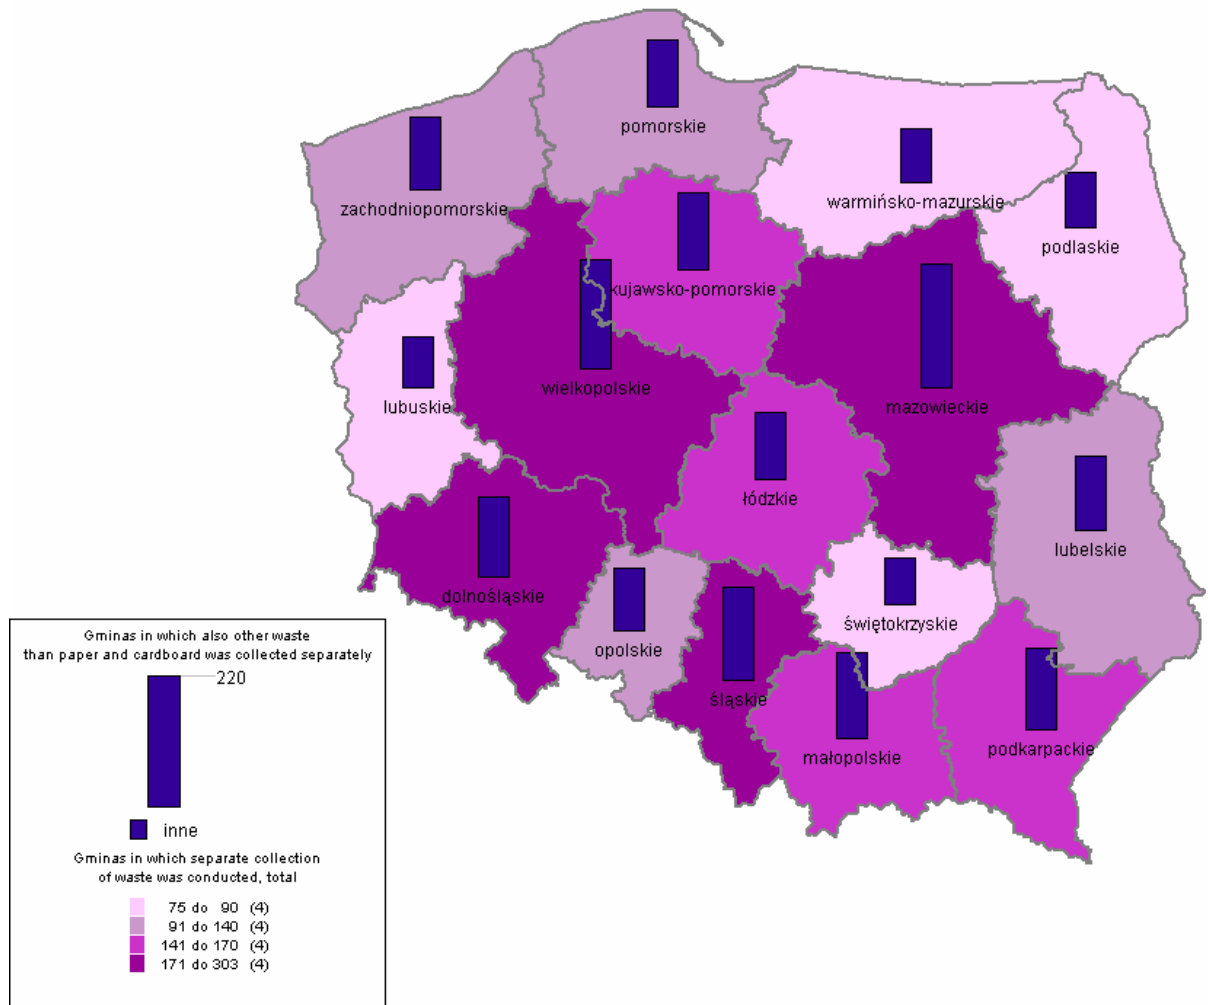 pomorskie
zachodniopomorskie
warmińsko-mazurskie
podlaskie
kujawsko-pomorskie
wielkopolskie
mazowieckie
lubuskie
łódzkie
lubelskie
dolnośląskie
opolskie
świętokrzyskie
śląskie
małopolskie
podkarpackie
Gminas in which also other waste
than paper and cardboard was collected separately
220
inne
Gminas in which separate collection
of waste was conducted, total
75 do 90 (4)
91 do 140 (4)
141 do 170 (4)
171 do 303 (4)